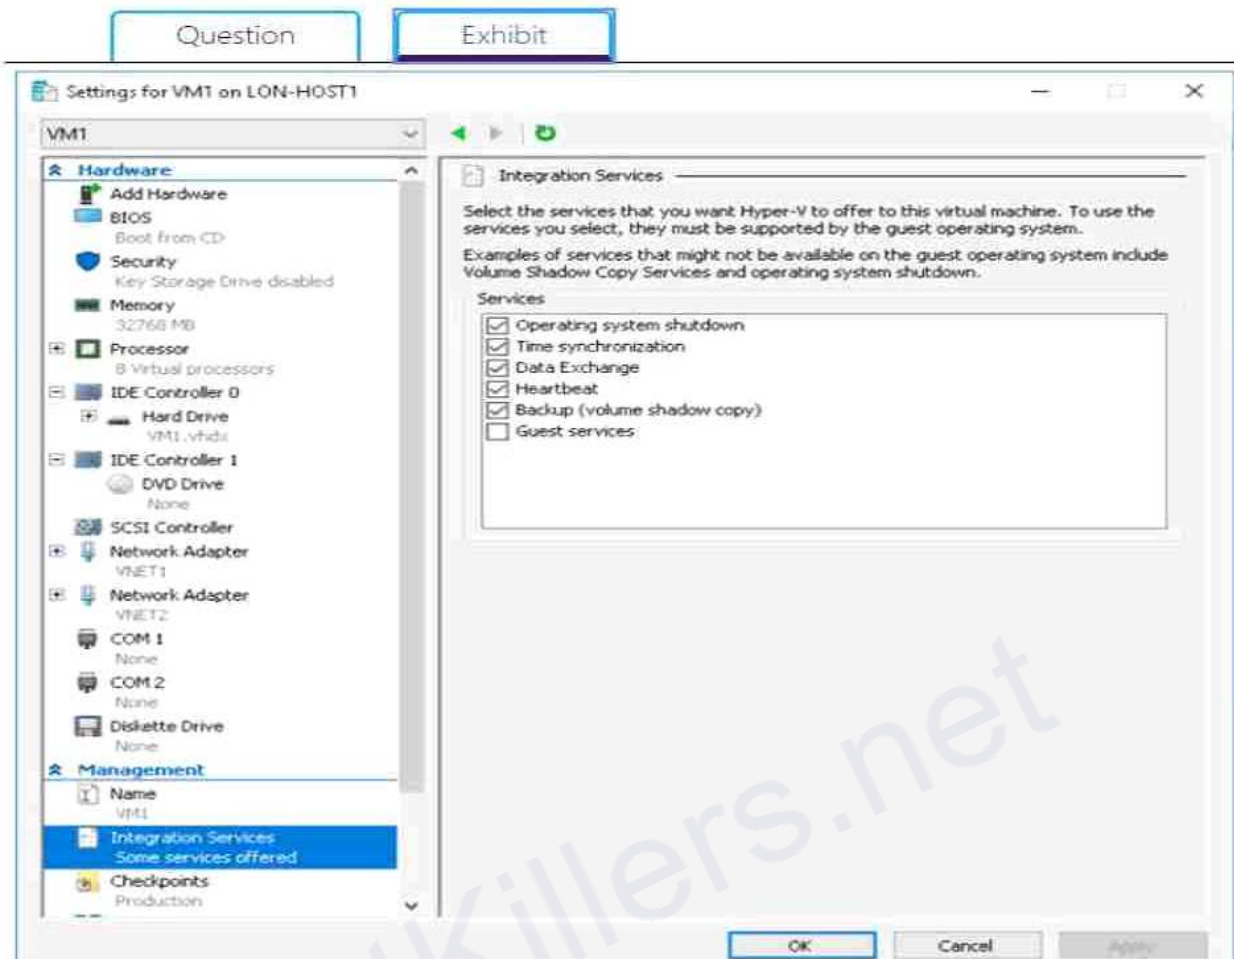 Question
Exhibit
Settings for VM1 on LON-HOST1
VM1
Hardware
Add Hardware
BIOS
Boot from CD
Security
Key Storage Drive disabled
Memory
32768 MB
Processor
8 Virtual processors
IDE Controller 0
Hard Drive
VM1.vhdx
IDE Controller 1
DVD Drive
None
SCSI Controller
Network Adapter
VNET1
Network Adapter
VNET2
COM 1
None
COM 2
None
Diskette Drive
None
Management
Name
VM1
Integration Services
Some services offered
Checkpoints
Production
Integration Services
Select the services that you want Hyper-V to offer to this virtual machine. To use the
services you select, they must be supported by the guest operating system.
Examples of services that might not be available on the guest operating system include
Volume Shadow Copy Services and operating system shutdown.
Services
Operating system shutdown
Time synchronization
Data Exchange
Heartbeat
Backup (volume shadow copy)
Guest services
OK
Cancel
Apply